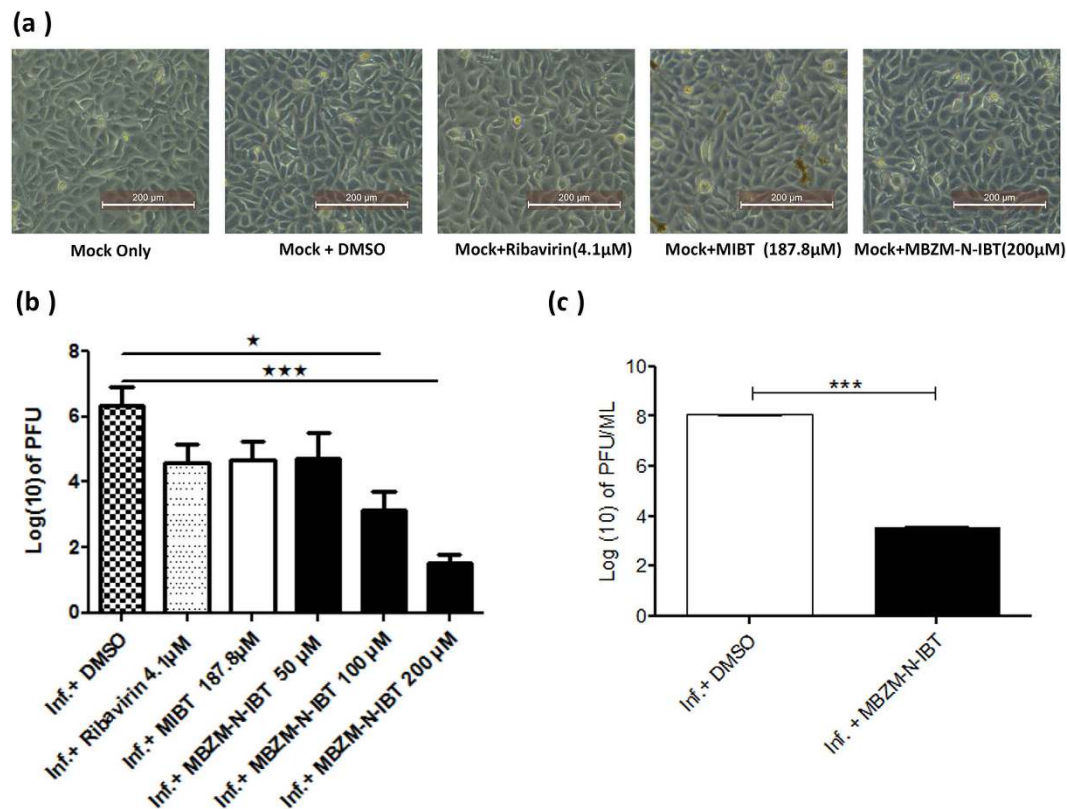 (a )
200 µm
200 µm
200 µm
200 µm
200 µm
Mock Only
Mock + DMSO
Mock+Ribavirin(4.1µM)
Mock+MIBT (187.8µM)
Mock+MBZM-N-IBT(200µM)
(b )
Log(10) of PFU
8
6
4
2
0
★
★★★
Inf.+ DMSO
Inf.+ Ribavirin 4.1µM
Inf.+ MIBT 187.8µM
Inf.+ MBZM-N-IBT 50 µM
Inf.+ MBZM-N-IBT 100 µM
Inf.+ MBZM-N-IBT 200 µM
(c )
Log (10) of PFU/ML
10
8
6
4
2
0
***
Inf.+ DMSO
Inf. + MBZM-N-IBT